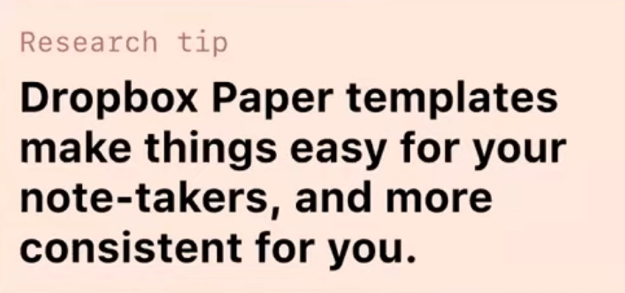 Research tip
Dropbox Paper templates
make things easy for your
note-takers, and more
consistent for you.